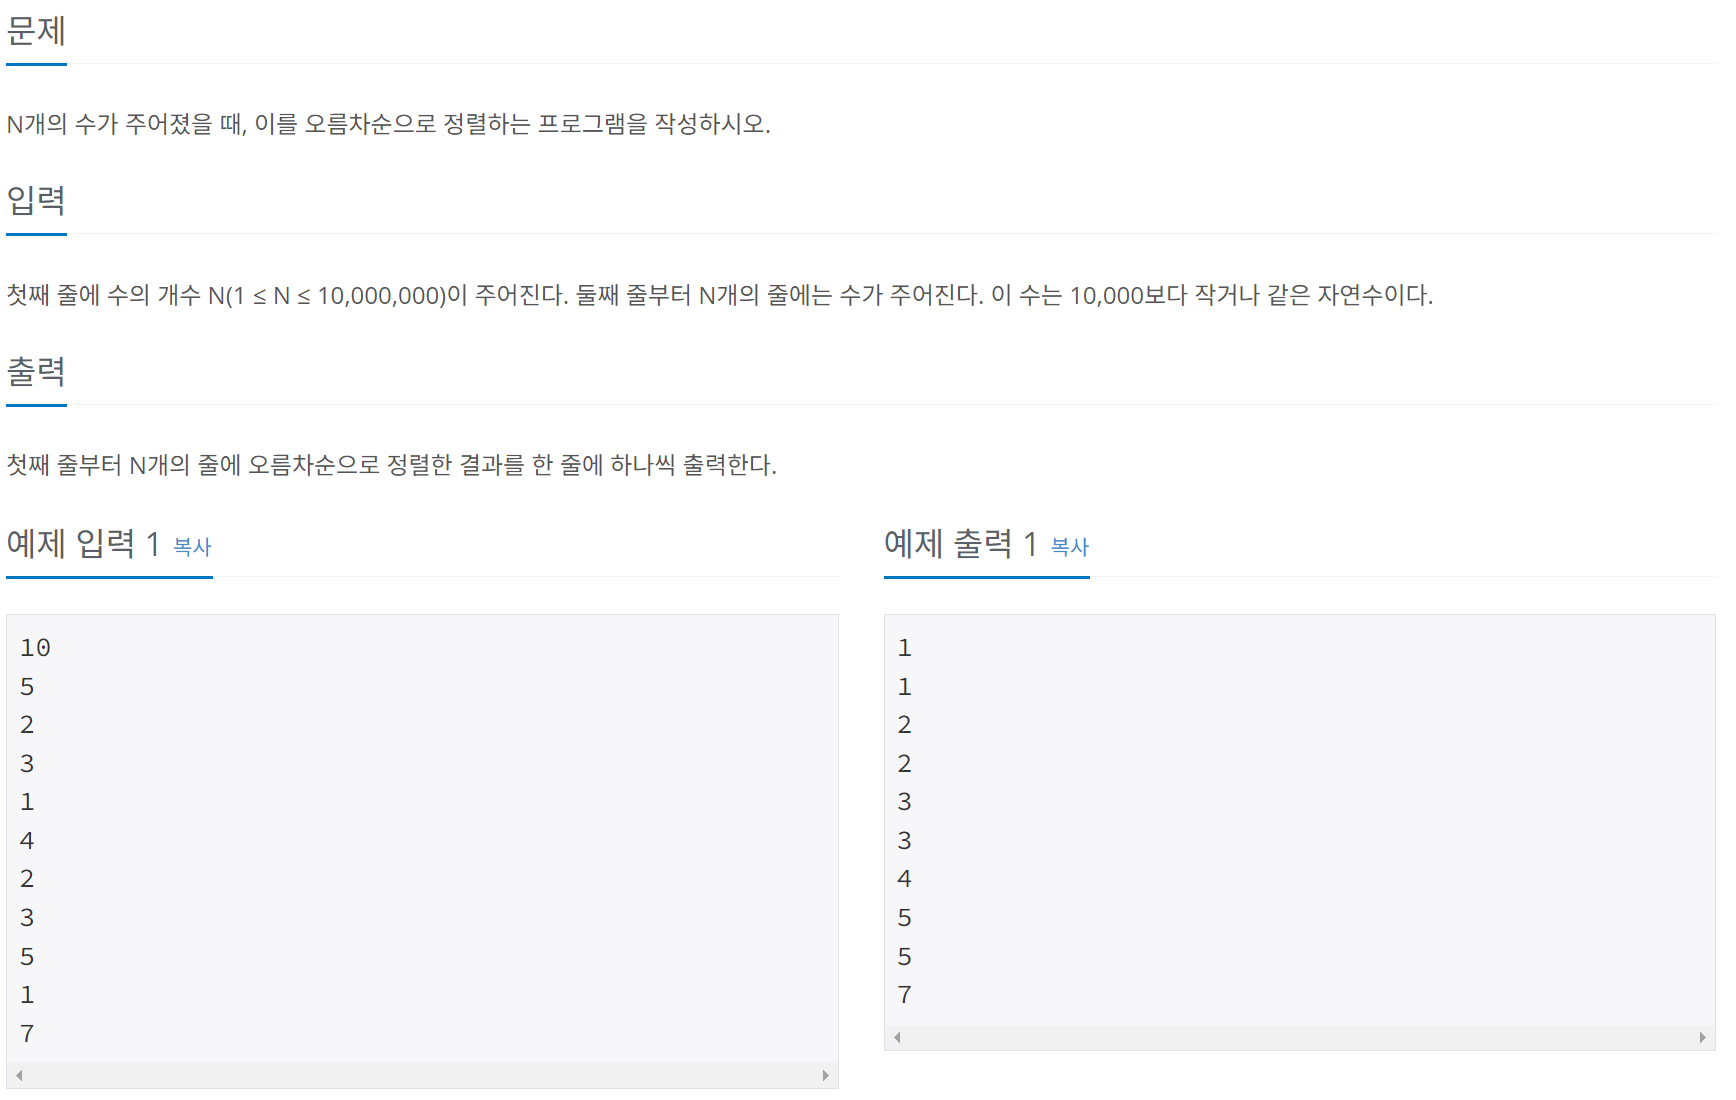 문제
N개의 수가 주어졌을 때, 이를 오름차순으로 정렬하는 프로그램을 작성하시오.
입력
첫째 줄에 수의 개수 N(1 ≤ N ≤ 10,000,000)이 주어진다. 둘째 줄부터 N개의 줄에는 수가 주어진다. 이 수는 10,000보다 작거나 같은 자연수이다.
출력
첫째 줄부터 N개의 줄에 오름차순으로 정렬한 결과를 한 줄에 하나씩 출력한다.
예제 입력 1 복사
10
5
2
3
1
4
2
3
5
1
7
예제 출력 1 복사
1
1
2
2
3
3
4
5
5
7